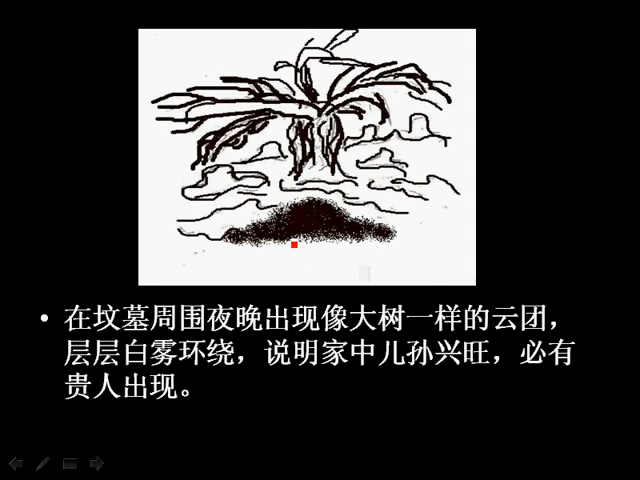 • 在坟墓周围夜晚出现像大树一样的云团，
层层白雾环绕，说明家中儿孙兴旺，必有
贵人出现。